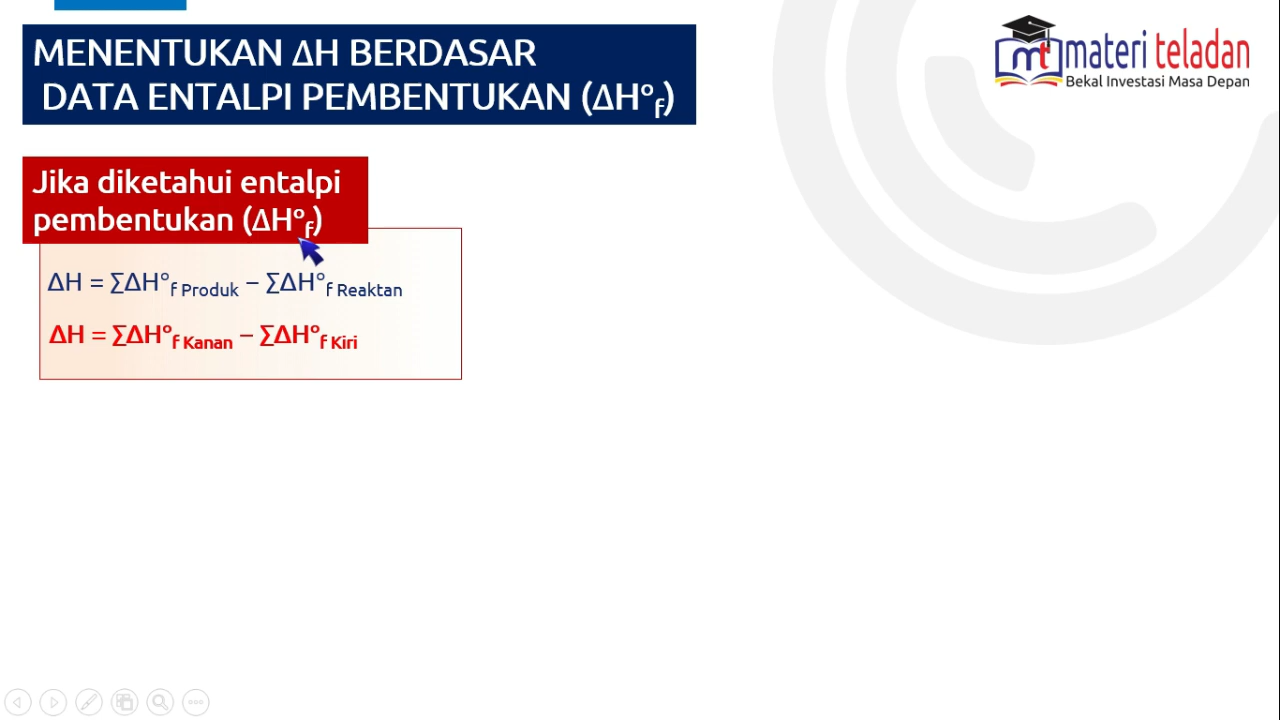 MENENTUKAN ΔH BERDASAR
DATA ENTALPI PEMBENTUKAN (ΔH°f)
materi teladan
Bekal Investasi Masa Depan
Jika diketahui entalpi
pembentukan (ΔH°f)
ΔH = ∑ΔH°f Produk – ∑ΔH°f Reaktan
ΔH = ∑ΔH°f Kanan – ∑ΔH°f Kiri